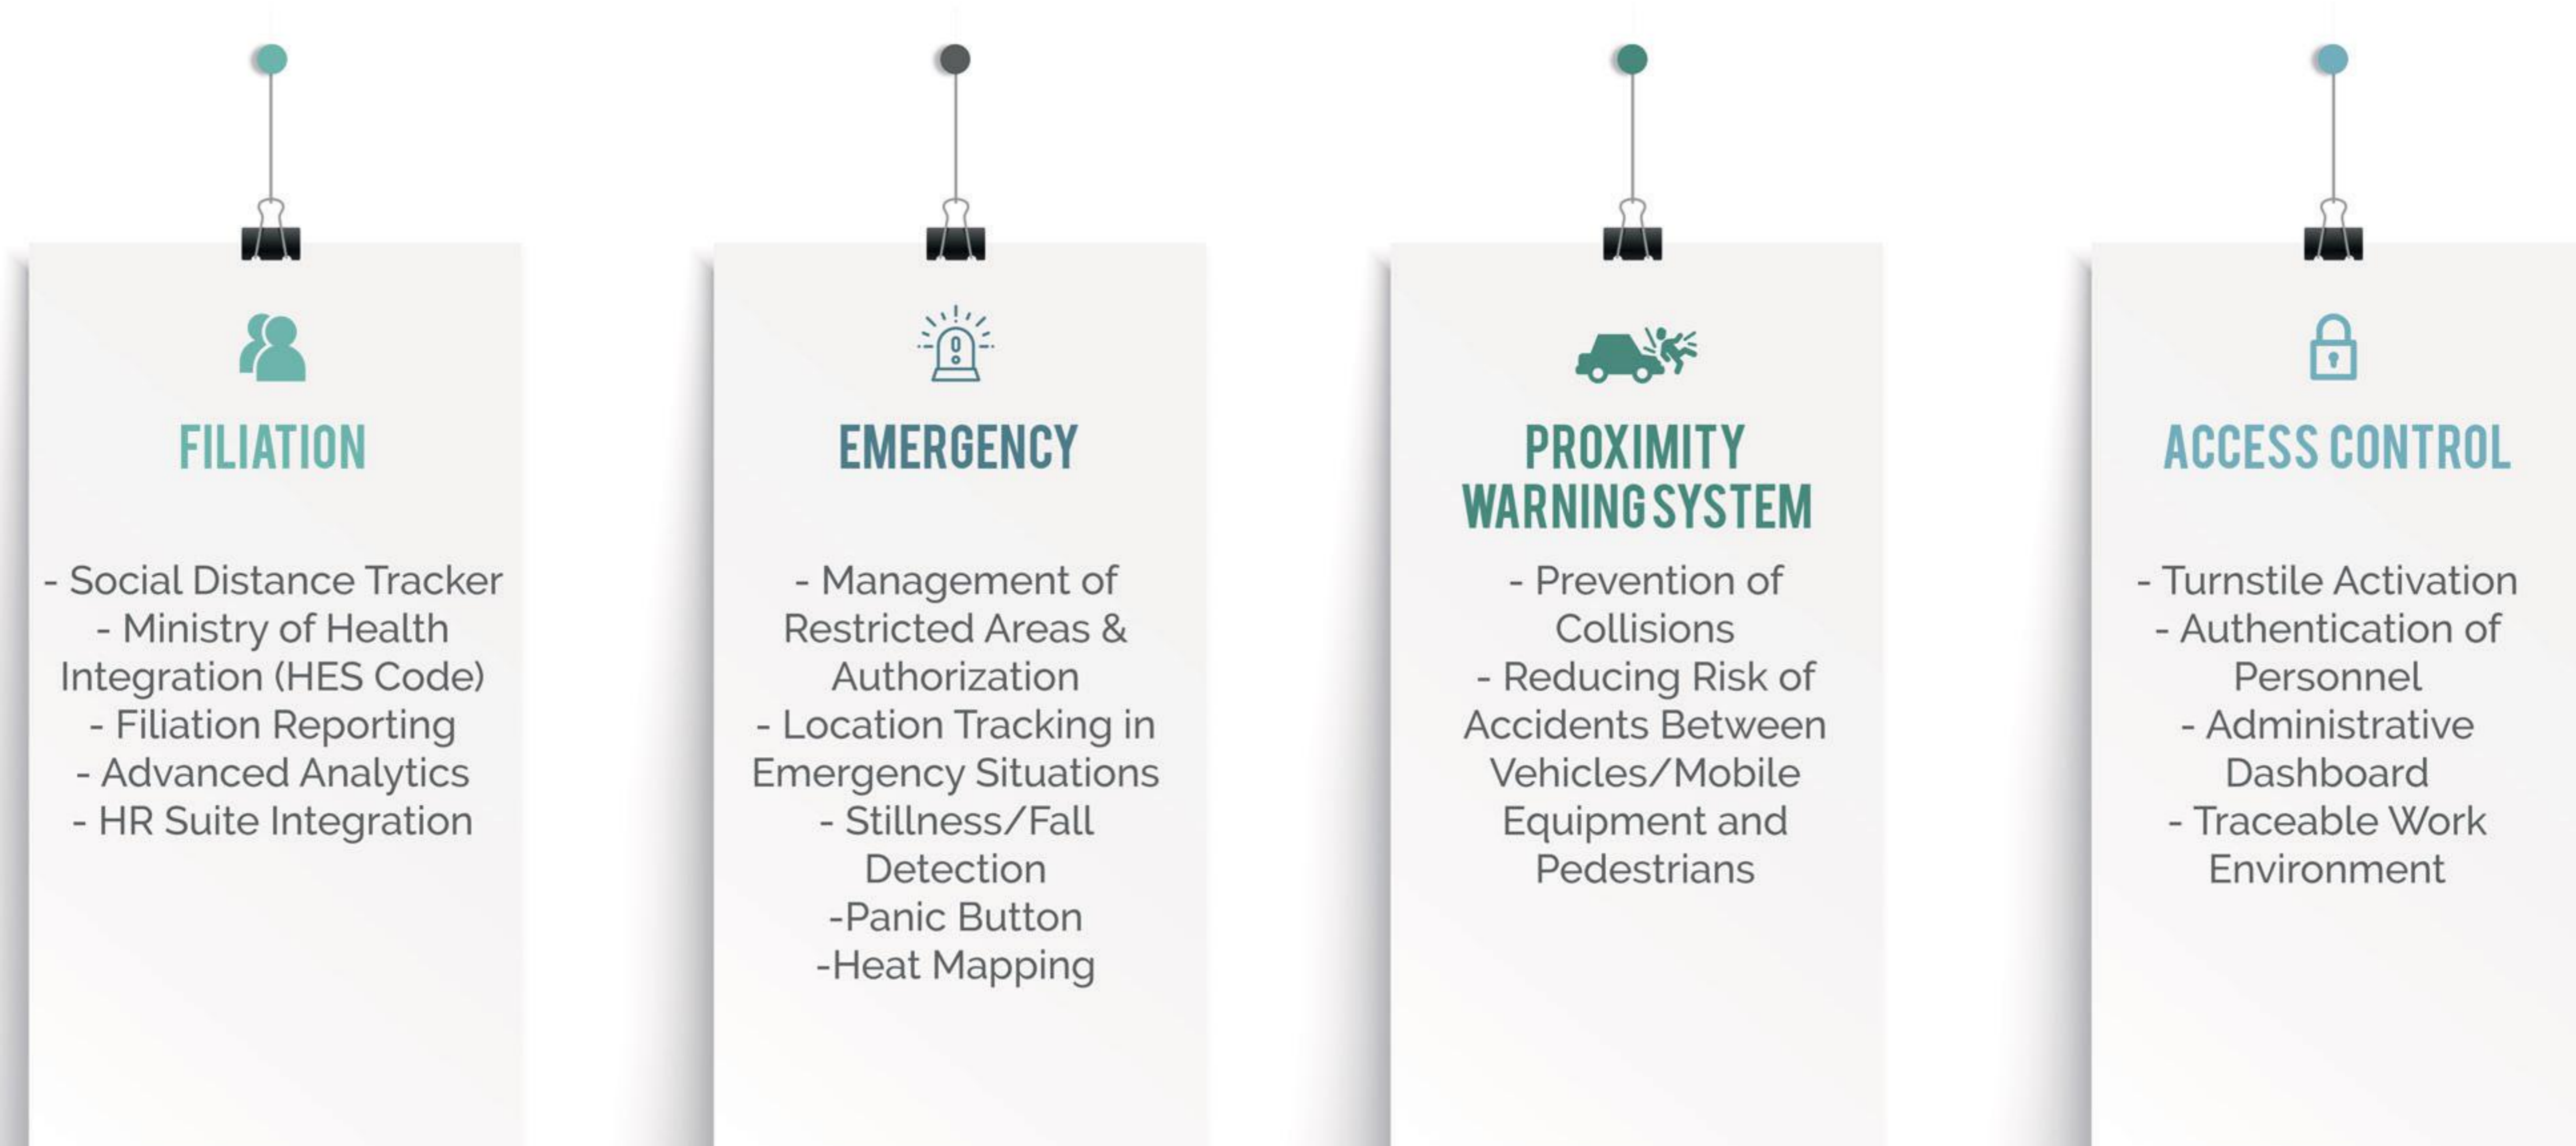 FILIATION
- Social Distance Tracker
- Ministry of Health
Integration (HES Code)
- Filiation Reporting
- Advanced Analytics
- HR Suite Integration
EMERGENCY
- Management of
Restricted Areas &
Authorization
- Location Tracking in
Emergency Situations
- Stillness/Fall
Detection
-Panic Button
-Heat Mapping
PROXIMITY
WARNING SYSTEM
- Prevention of
Collisions
- Reducing Risk of
Accidents Between
Vehicles/Mobile
Equipment and
Pedestrians
ACCESS CONTROL
- Turnstile Activation
- Authentication of
Personnel
- Administrative
Dashboard
- Traceable Work
Environment